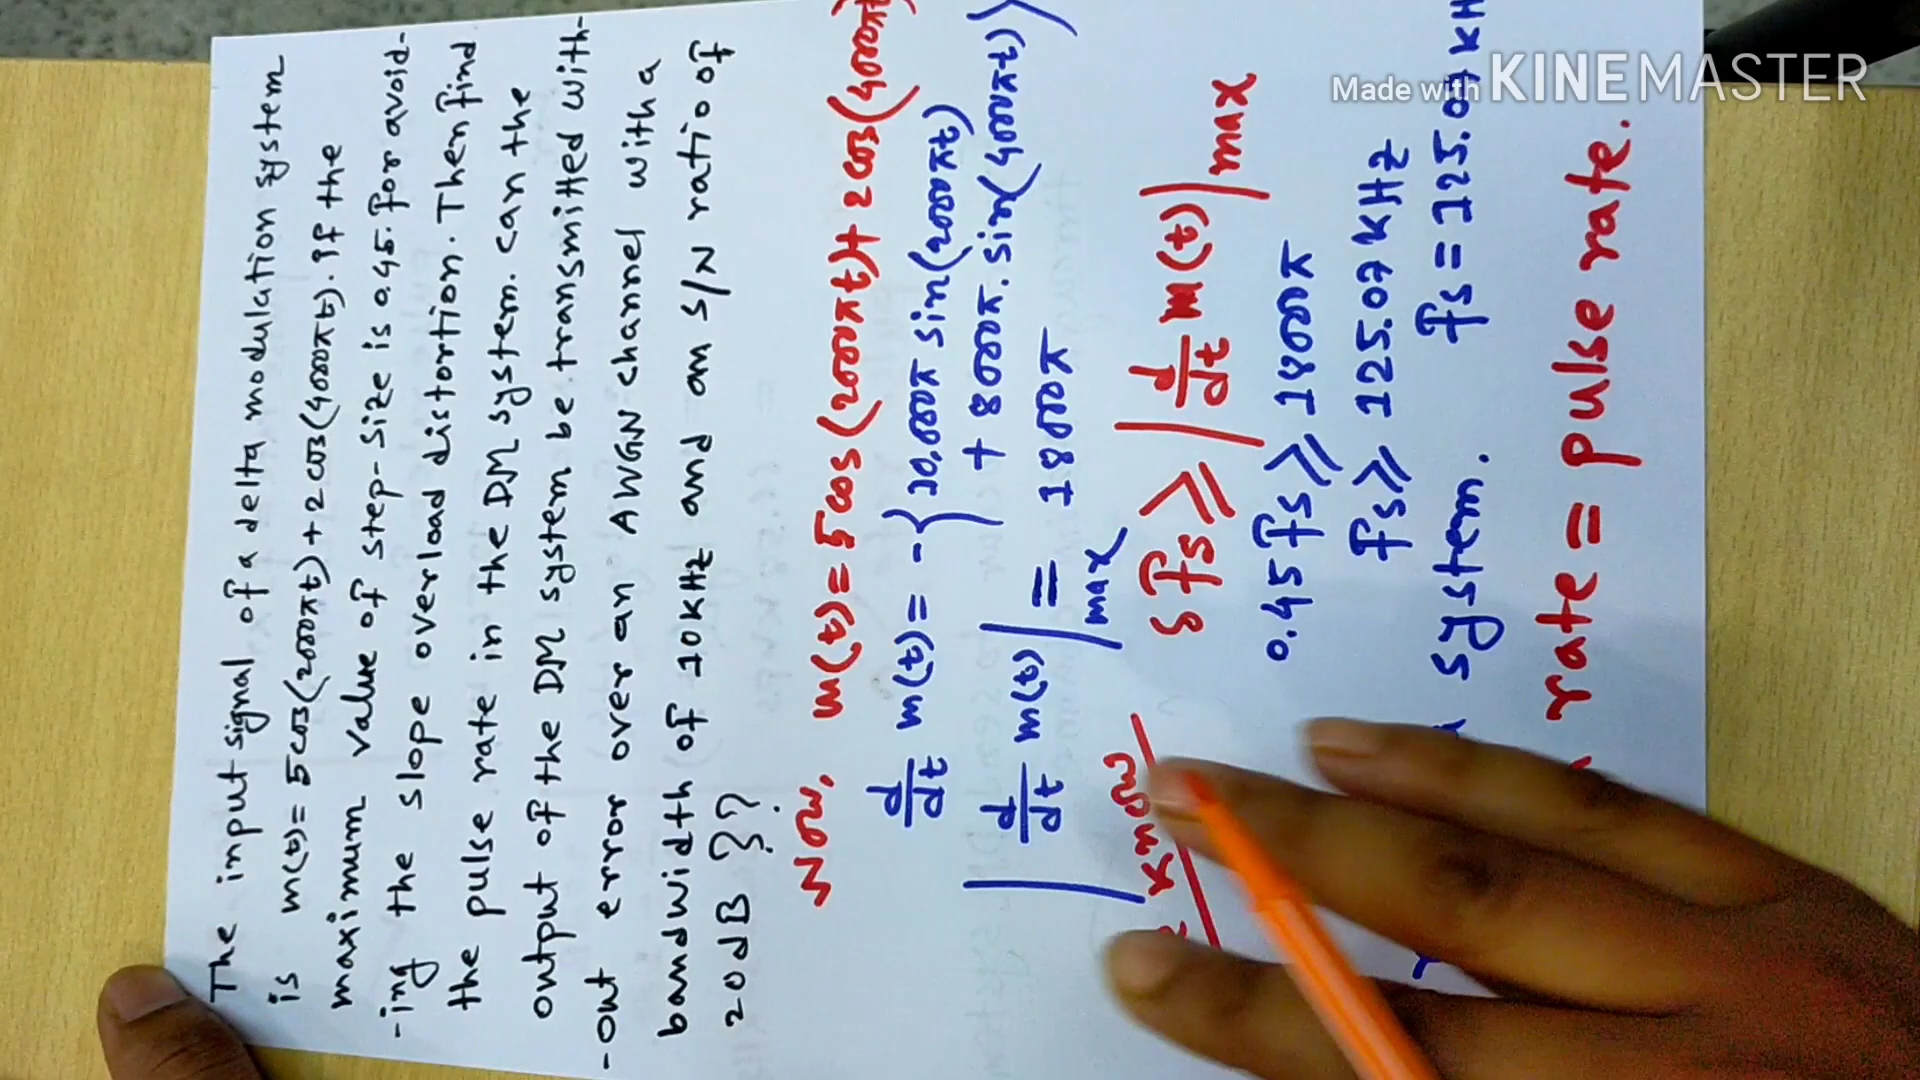 The input signal of a delta modulation system
is m(t) = 5cos(2000πt) + 2cos(4000πt). If the
maximum value of step-size is 0.45 for avoid-
-ing the slope overload distortion. Then find
the pulse rate in the DM system. can the
output of the DM system be transmitted with-
-out error over an AWGN channel with a
bandwidth of 10 KHz and an S/N ratio of
20dB ??
Now, m(t) = 5cos(2000πt) + 2cos(4000πt)
d/dt m(t) = -{10,000π sin(2000πt)
+ 8000π. sin(4000πt)}
|d/dt m(t)|max = 18000π
know
δfs ≥ |d/dt m(t)|max
0.45fs ≥ 18000π
fs ≥ 125.07 KHz
system. fs = 125.07 KH
rate = pulse rate.
Made with KINEMASTER